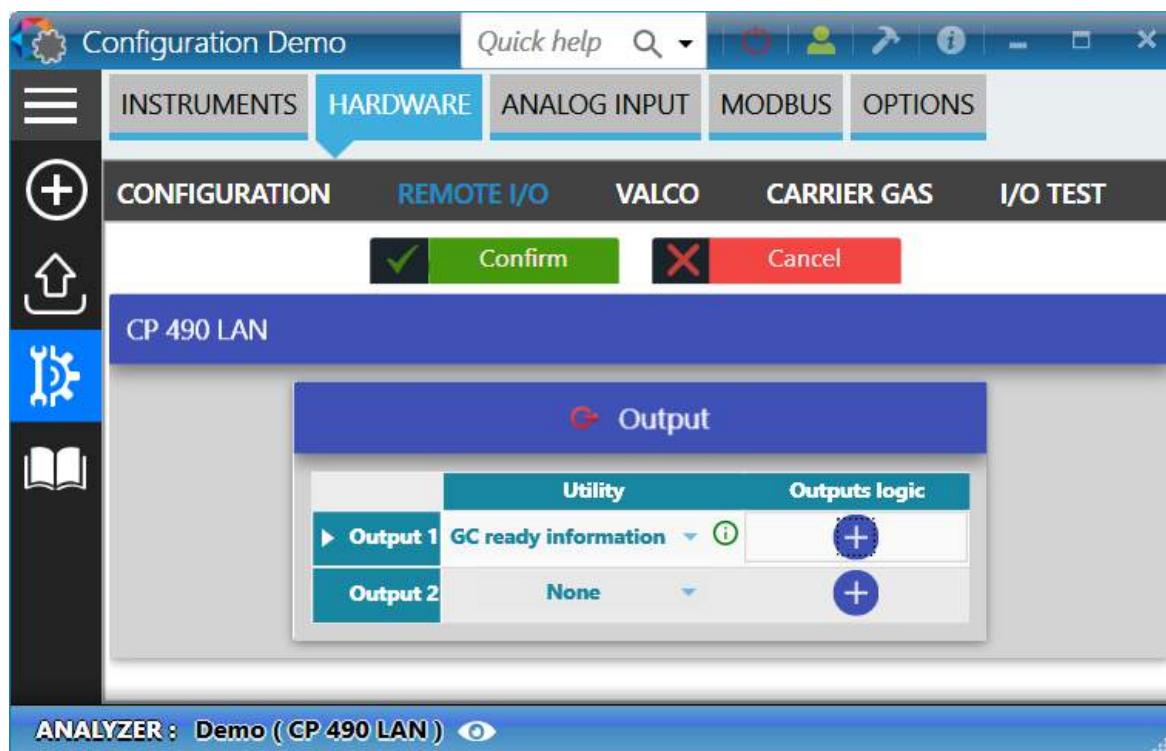 Configuration Demo Quick help
INSTRUMENTS HARDWARE ANALOG INPUT MODBUS OPTIONS
CONFIGURATION REMOTE I/O VALCO CARRIER GAS I/O TEST
Confirm Cancel
CP 490 LAN
Output
Utility Outputs logic
Output 1 GC ready information
Output 2 None
ANALYZER : Demo ( CP 490 LAN )